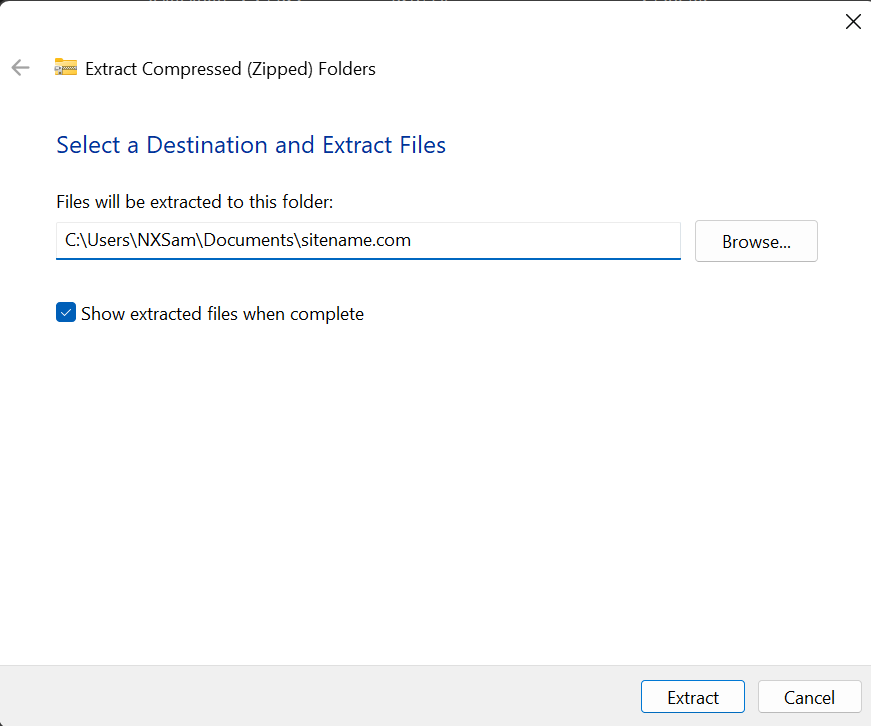 Extract Compressed (Zipped) Folders
Select a Destination and Extract Files
Files will be extracted to this folder:
C:\Users\NXSam\Documents\sitename.com
Browse...
Show extracted files when complete
Extract
Cancel